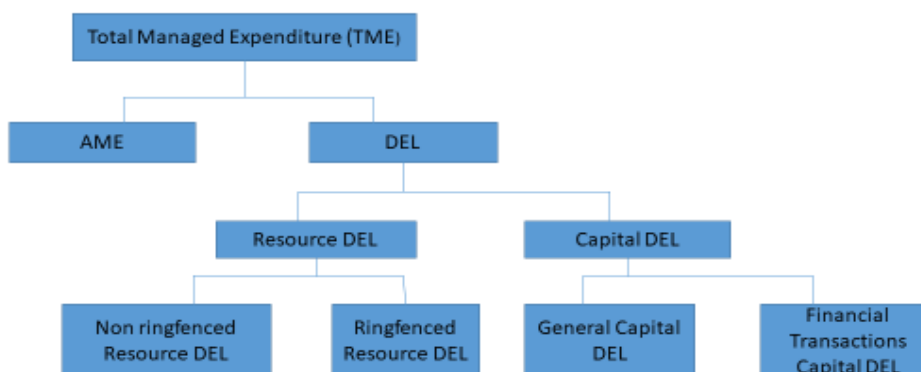 Total Managed Expenditure (TME)
AME
DEL
Resource DEL
Capital DEL
Non ringfenced
Resource DEL
Ringfenced
Resource DEL
General Capital
DEL
Financial
Transactions
Capital DEL